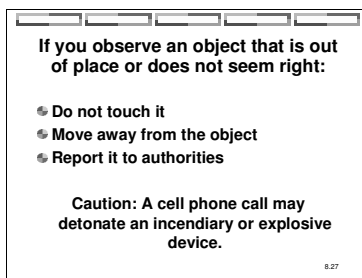 If you observe an object that is out
of place or does not seem right:
Do not touch it
Move away from the object
Report it to authorities
Caution: A cell phone call may
detonate an incendiary or explosive
device.
8.27